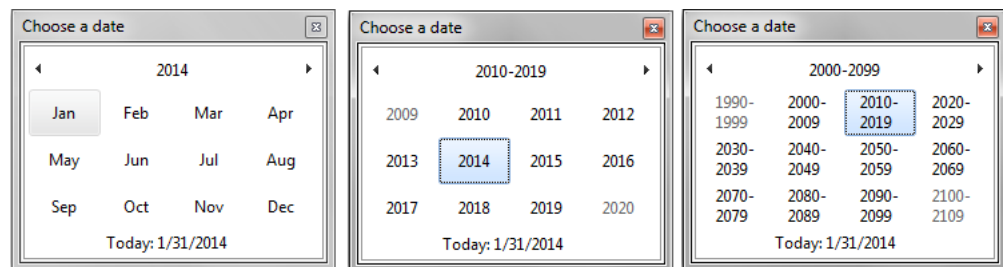 Choose a date
2014
Jan Feb Mar Apr
May Jun Jul Aug
Sep Oct Nov Dec
Today: 1/31/2014
Choose a date
2010-2019
2009 2010 2011 2012
2013 2014 2015 2016
2017 2018 2019 2020
Today: 1/31/2014
Choose a date
2000-2099
1990- 2000- 2010- 2020-
1999 2009 2019 2029
2030- 2040- 2050- 2060-
2039 2049 2059 2069
2070- 2080- 2090- 2100-
2079 2089 2099 2109
Today: 1/31/2014